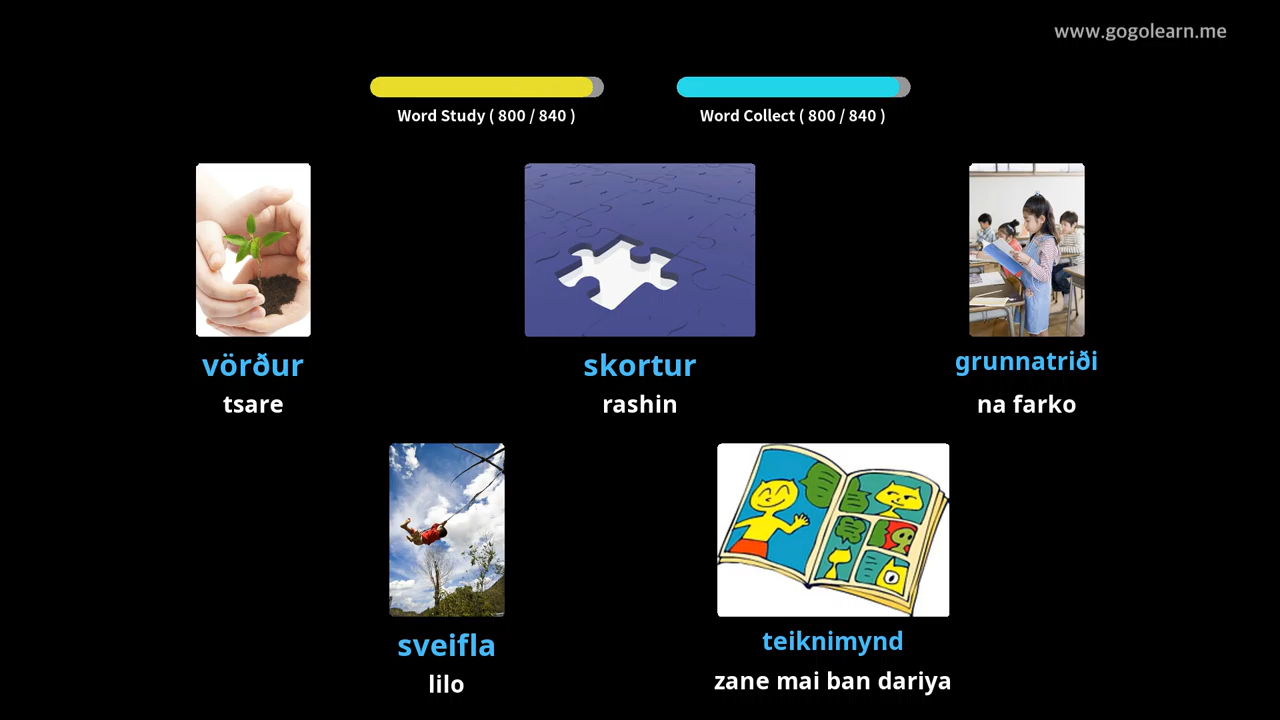 www.gogolearn.me
Word Study ( 800 / 840 )
Word Collect ( 800 / 840 )
vörður
skortur
grunnatriði
tsare
rashin
na farko
sveifla
teiknimynd
lilo
zane mai ban dariya